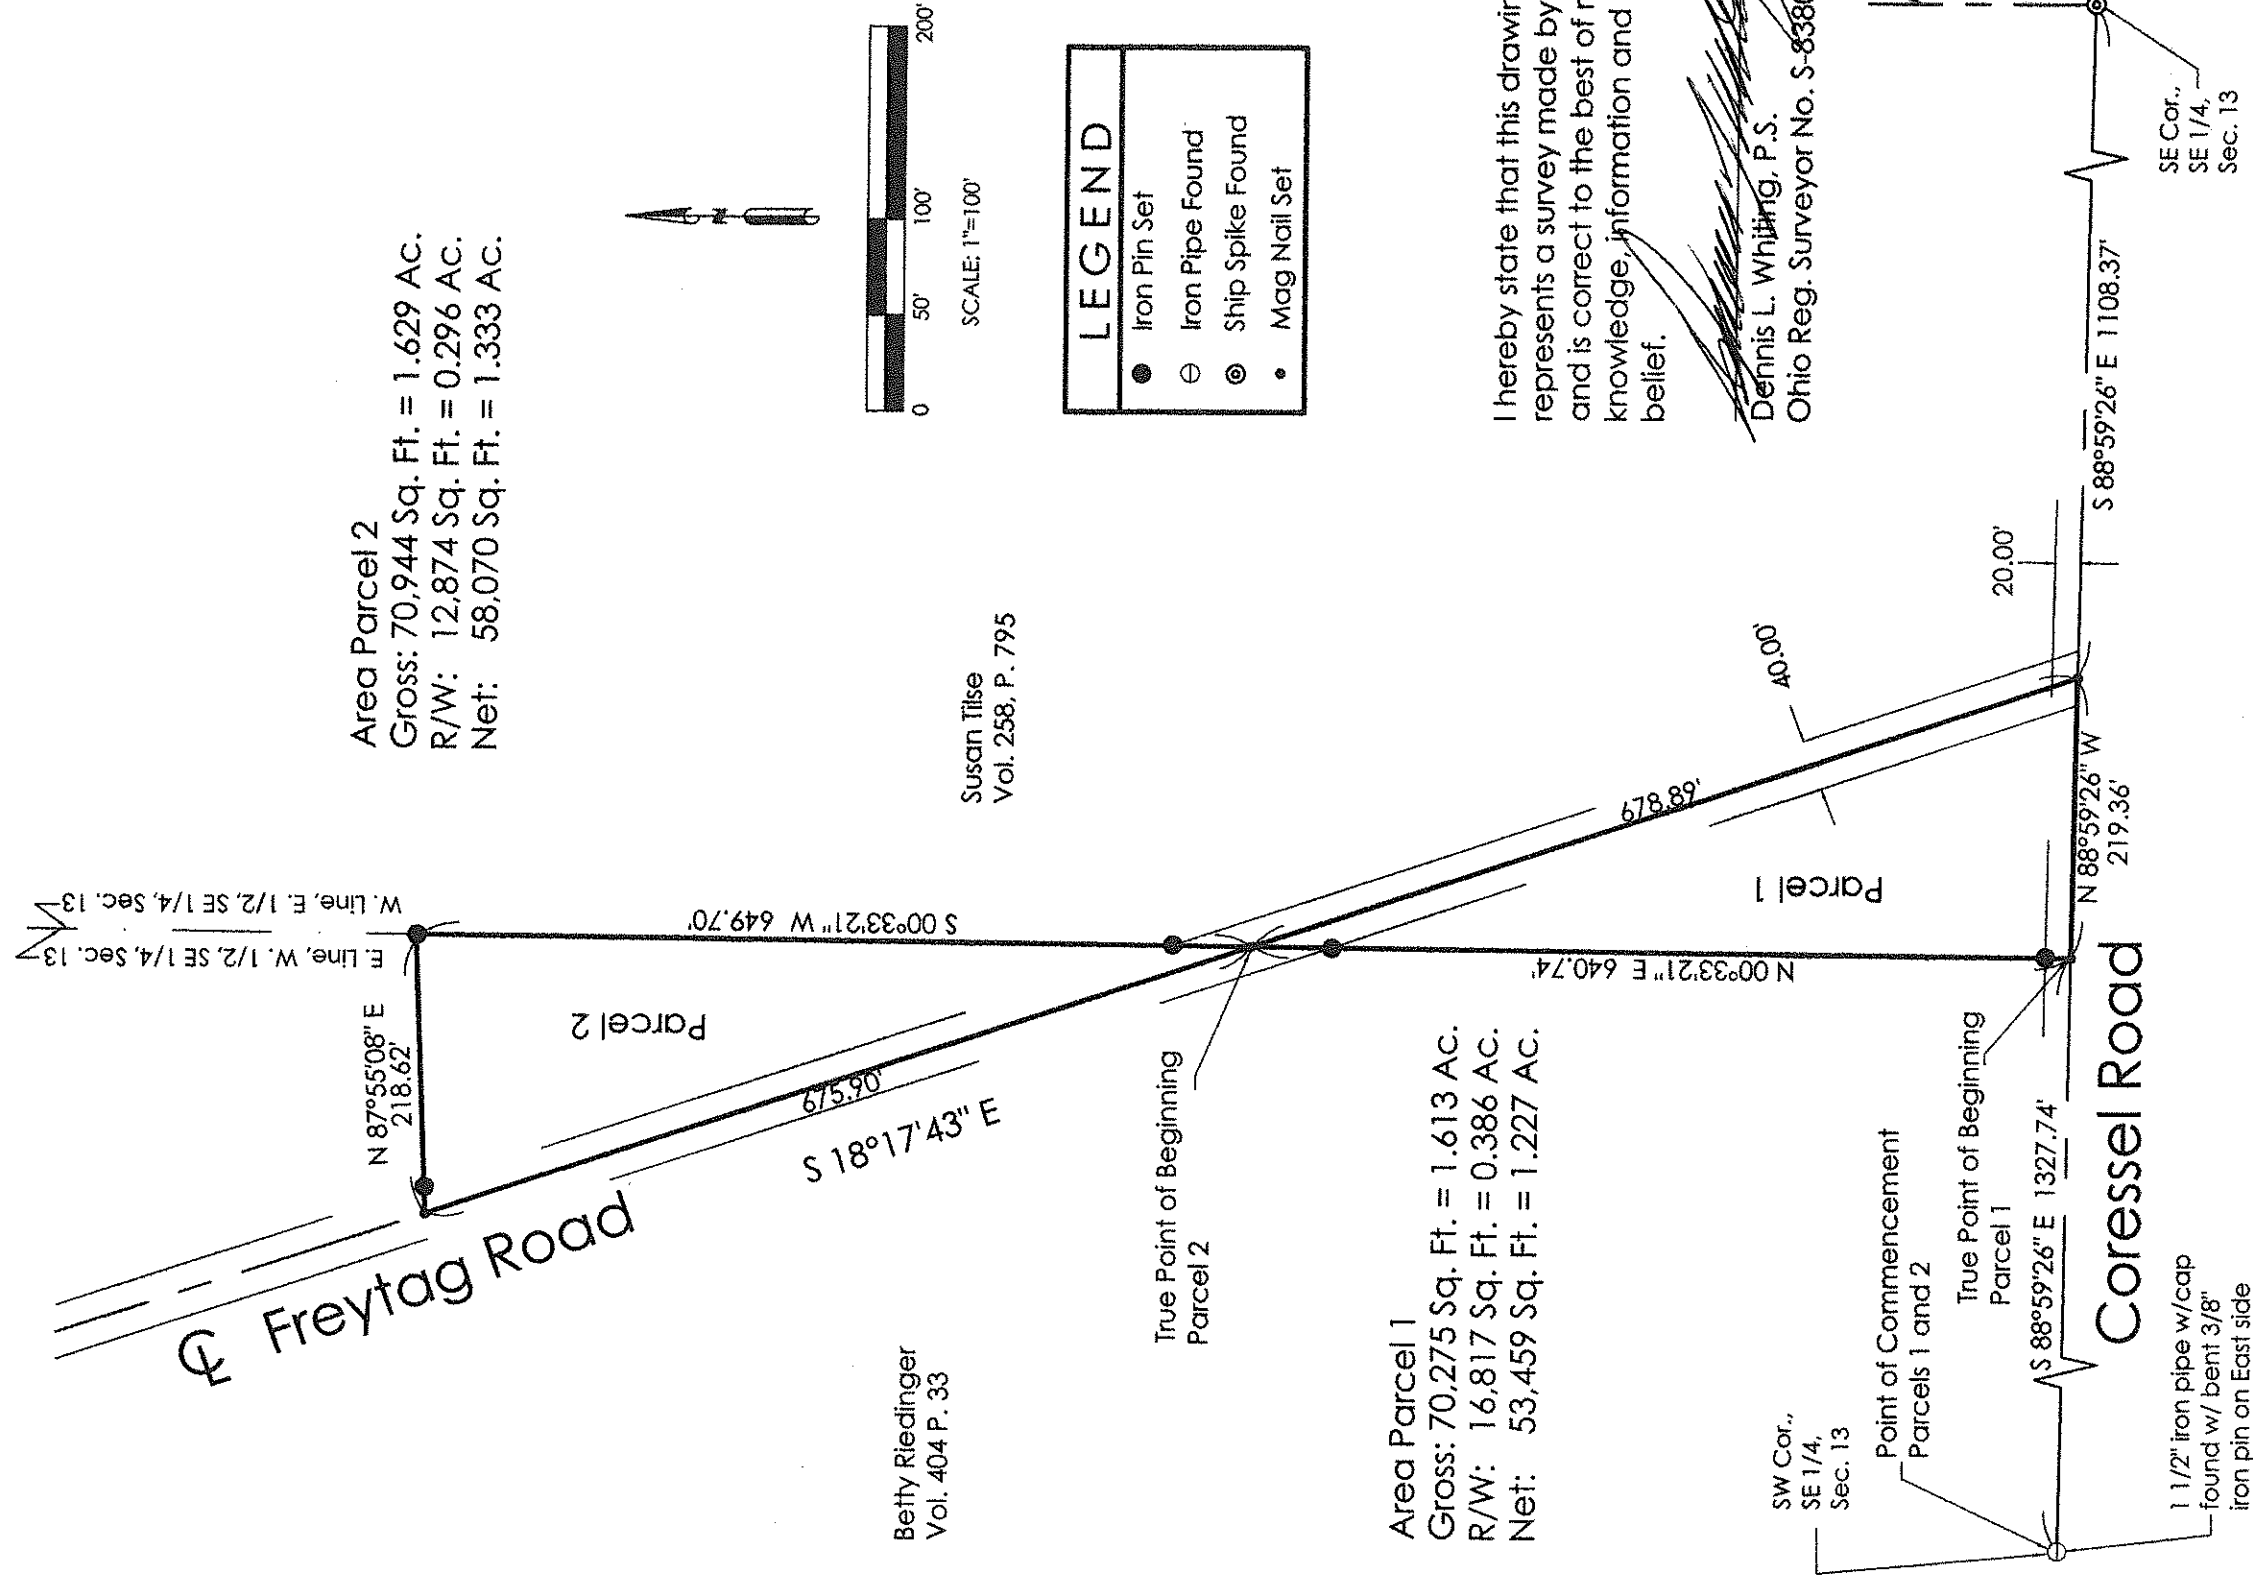 Area Parcel 2
Gross: 70,944 Sq. Ft. = 1.629 Ac.
R/W: 12,874 Sq. Ft. = 0.296 Ac.
Net: 58,070 Sq. Ft. = 1.333 Ac.
N
0 50' 100' 200'
SCALE: 1"=100'
LEGEND
Iron Pin Set
Iron Pipe Found
Ship Spike Found
Mag Nail Set
I hereby state that this drawin
represents a survey made by
and is correct to the best of
knowledge, information and
belief.
Dennis L. Whiting, P.S.
Ohio Reg. Surveyor No. S-8386
W. Line, E. 1/2, SE 1/4, Sec. 13
E. Line, W. 1/2, SE 1/4, Sec. 13
N 87°55'08" E
218.62'
S 00°33'21" W 649.70'
Parcel 2
675.90'
S 18°17'43" E
℄ Freytag Road
Susan Tilse
Vol. 258, P. 795
Betty Riedinger
Vol. 404 P. 33
True Point of Beginning
Parcel 2
678.89'
40.00'
Parcel 1
N 00°33'21" E 640.74'
N 88°59'26" W
219.36'
20.00'
S 88°59'26" E 1108.37'
SE Cor.,
SE 1/4,
Sec. 13
Area Parcel 1
Gross: 70,275 Sq. Ft. = 1.613 Ac.
R/W: 16,817 Sq. Ft. = 0.386 Ac.
Net: 53,459 Sq. Ft. = 1.227 Ac.
SW Cor.,
SE 1/4,
Sec. 13
Point of Commencement
Parcels 1 and 2
True Point of Beginning
Parcel 1
S 88°59'26" E 1327.74'
Coressel Road
1 1/2" iron pipe w/cap
found w/ bent 3/8"
iron pin on East side